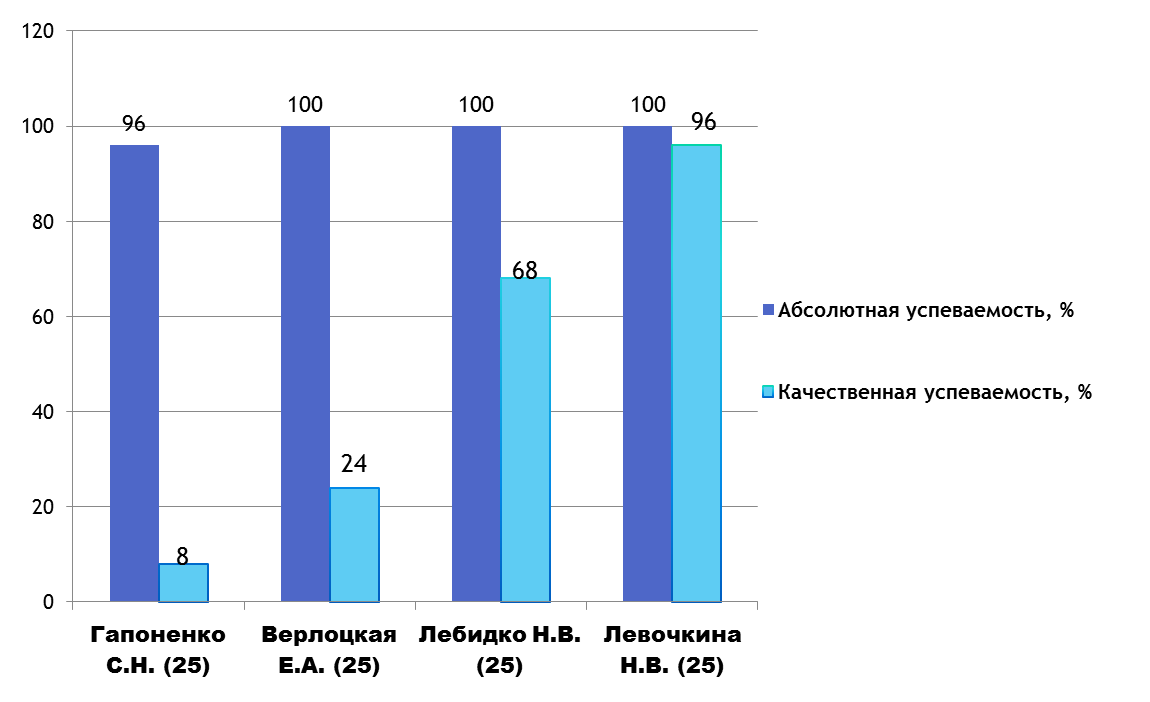 120
100
80
60
40
20
0
96
100
100
100
96
68
24
8
Гапоненко
С.Н. (25)
Верлоцкая
Е.А. (25)
Лебидко Н.В.
(25)
Левочкина
Н.В. (25)
Абсолютная успеваемость, %
Качественная успеваемость, %